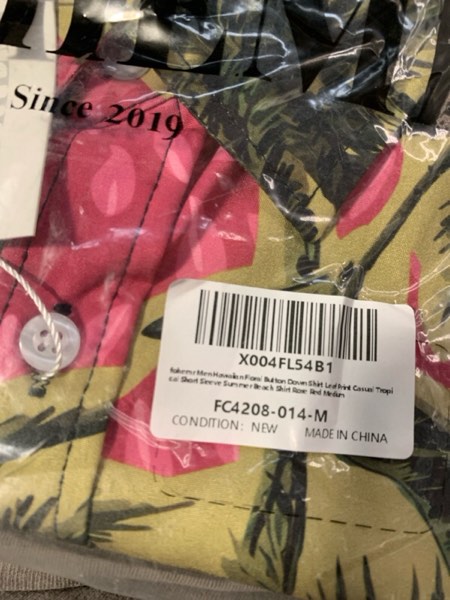 Since 2019
X004FL54B1
Men Hawaiian Floral Button Down Shirt Leaf Print Casual Tropi
cal Short Sleeve Summer Beach Shirt Rose Red Medium
FC4208-014-M
CONDITION: NEW MADE IN CHINA